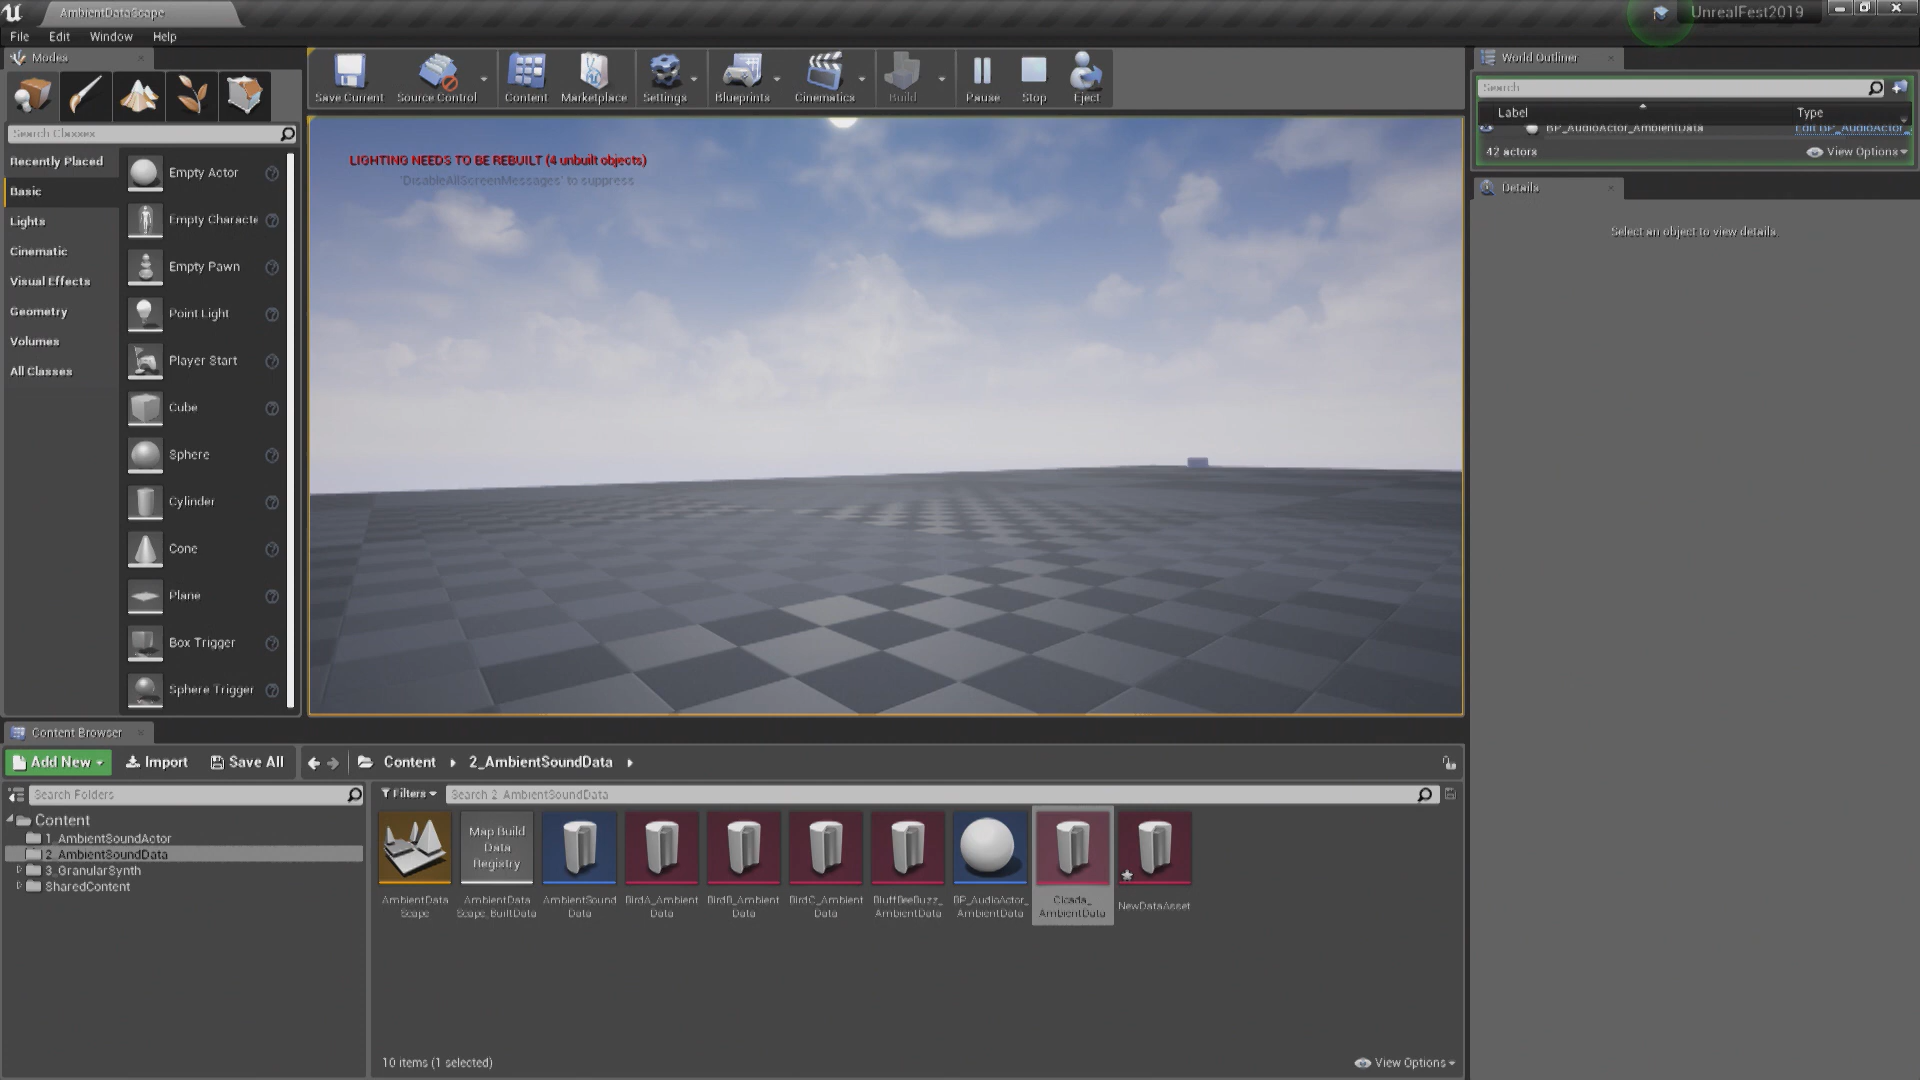 AmbientDataScape
UnrealFest2019
File Edit Window Help
Modes
Save Current
Source Control
Content
Marketplace
Settings
Blueprints
Cinematics
Build
Pause
Stop
Eject
World Outliner
Search
Label
Type
BP_AudioActor_AmbientData
Edit BP_AudioActor_
42 actors
View Options
Details
Select an object to view details.
Search Classes
Recently Placed
Basic
Lights
Cinematic
Visual Effects
Geometry
Volumes
All Classes
Empty Actor
Empty Characte
Empty Pawn
Point Light
Player Start
Cube
Sphere
Cylinder
Cone
Plane
Box Trigger
Sphere Trigger
LIGHTING NEEDS TO BE REBUILT (4 unbuilt objects)
'DisableAllScreenMessages' to suppress
Content Browser
Add New
Import
Save All
Content
2_AmbientSoundData
Search Folders
Filters
Search 2_AmbientSoundData
Content
1_AmbientSoundActor
2_AmbientSoundData
3_GranularSynth
SharedContent
Map Build
Data
Registry
AmbientData
Scape
AmbientData
Scape_BuiltData
AmbientSound
Data
BirdA_Ambient
Data
BirdB_Ambient
Data
BirdC_Ambient
Data
BluffBeeBuzz_
AmbientData
BP_AudioActor_
AmbientData
Cicada_
AmbientData
NewDataAsset
10 items (1 selected)
View Options